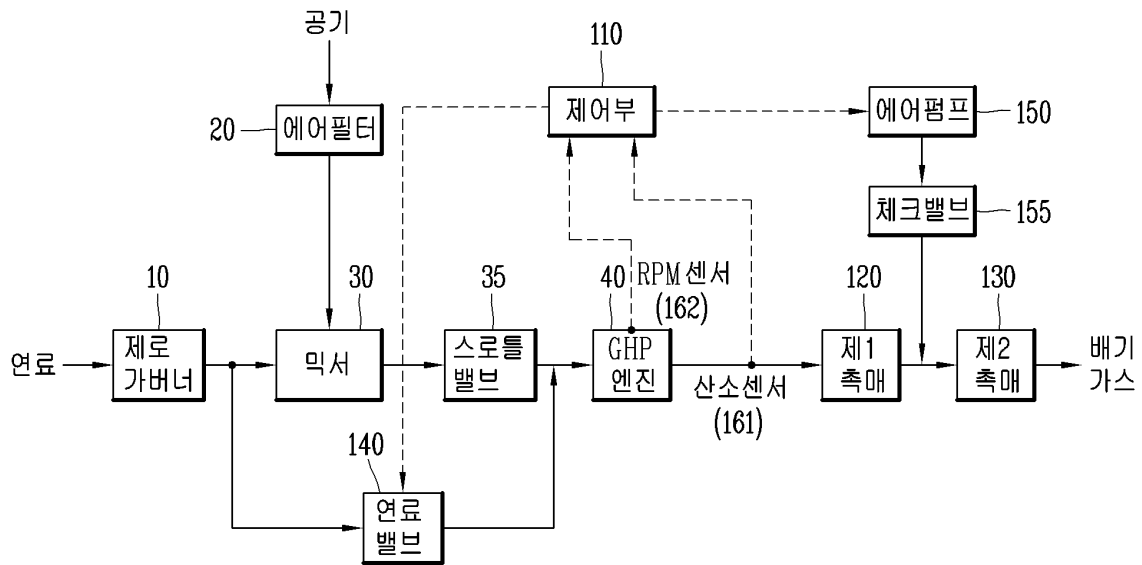 공기
110
제어부
에어펌프
150
20
에어필터
체크밸브
155
10
30
35
40
RPM센서
(162)
120
130
연료
제로
가버너
믹서
스로틀
밸브
GHP
엔진
산소센서
(161)
제1
촉매
제2
촉매
배기
가스
140
연료
밸브